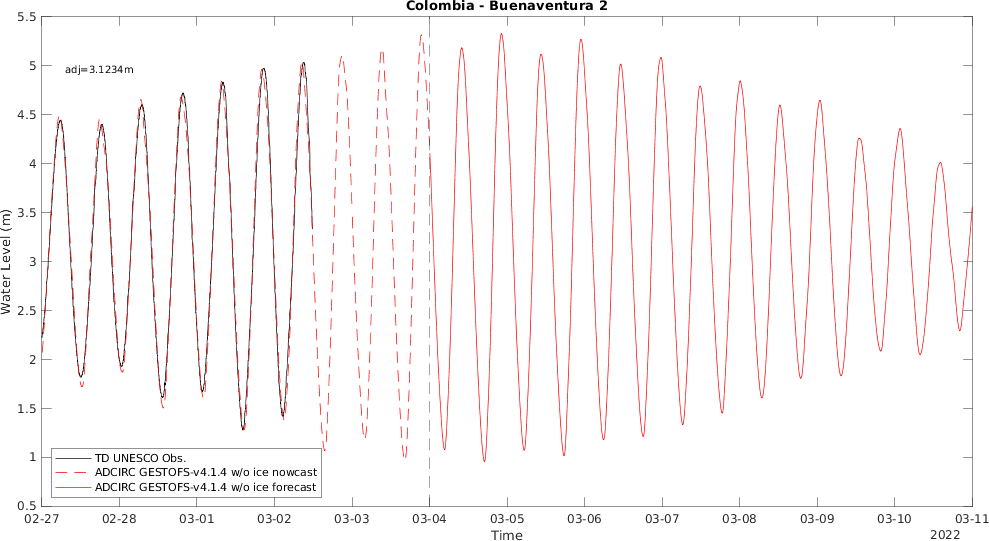 Colombia - Buenaventura 2
5.5
5
4.5
4
3.5
3
2.5
2
1.5
1
0.5
Water Level (m)
adj=3.1234m
TD UNESCO Obs.
ADCIRC GESTOFS-v4.1.4 w/o ice nowcast
ADCIRC GESTOFS-v4.1.4 w/o ice forecast
02-27 02-28 03-01 03-02 03-03 03-04 03-05 03-06 03-07 03-08 03-09 03-10 03-11
Time
2022